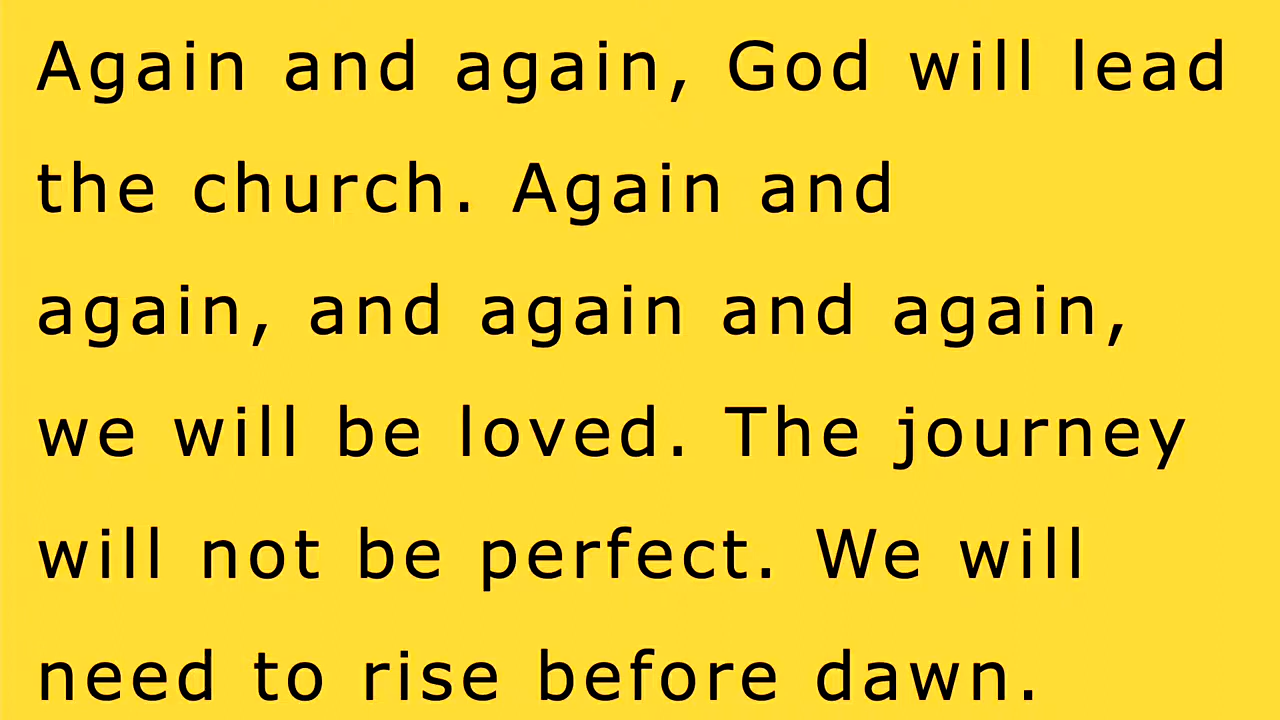 Again and again, God will lead
the church. Again and
again, and again and again,
we will be loved. The journey
will not be perfect. We will
need to rise before dawn.